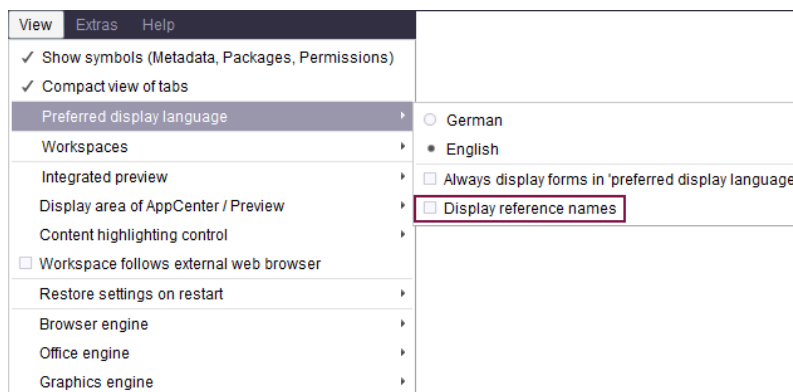 View Extras Help
Show symbols (Metadata, Packages, Permissions)
Compact view of tabs
Preferred display language
Workspaces
Integrated preview
Display area of AppCenter / Preview
Content highlighting control
Workspace follows external web browser
Restore settings on restart
Browser engine
Office engine
Graphics engine
German
English
Always display forms in 'preferred display language
Display reference names